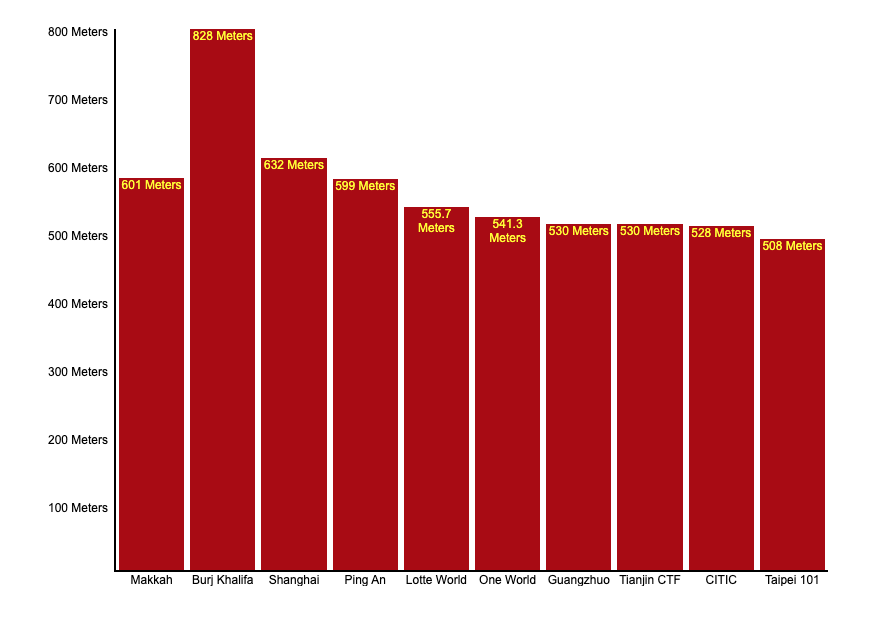 800 Meters
700 Meters
600 Meters
500 Meters
400 Meters
300 Meters
200 Meters
100 Meters
601 Meters
828 Meters
632 Meters
599 Meters
555.7
Meters
541.3
Meters
530 Meters
530 Meters
528 Meters
508 Meters
Makkah
Burj Khalifa
Shanghai
Ping An
Lotte World
One World
Guangzhuo
Tianjin CTF
CITIC
Taipei 101